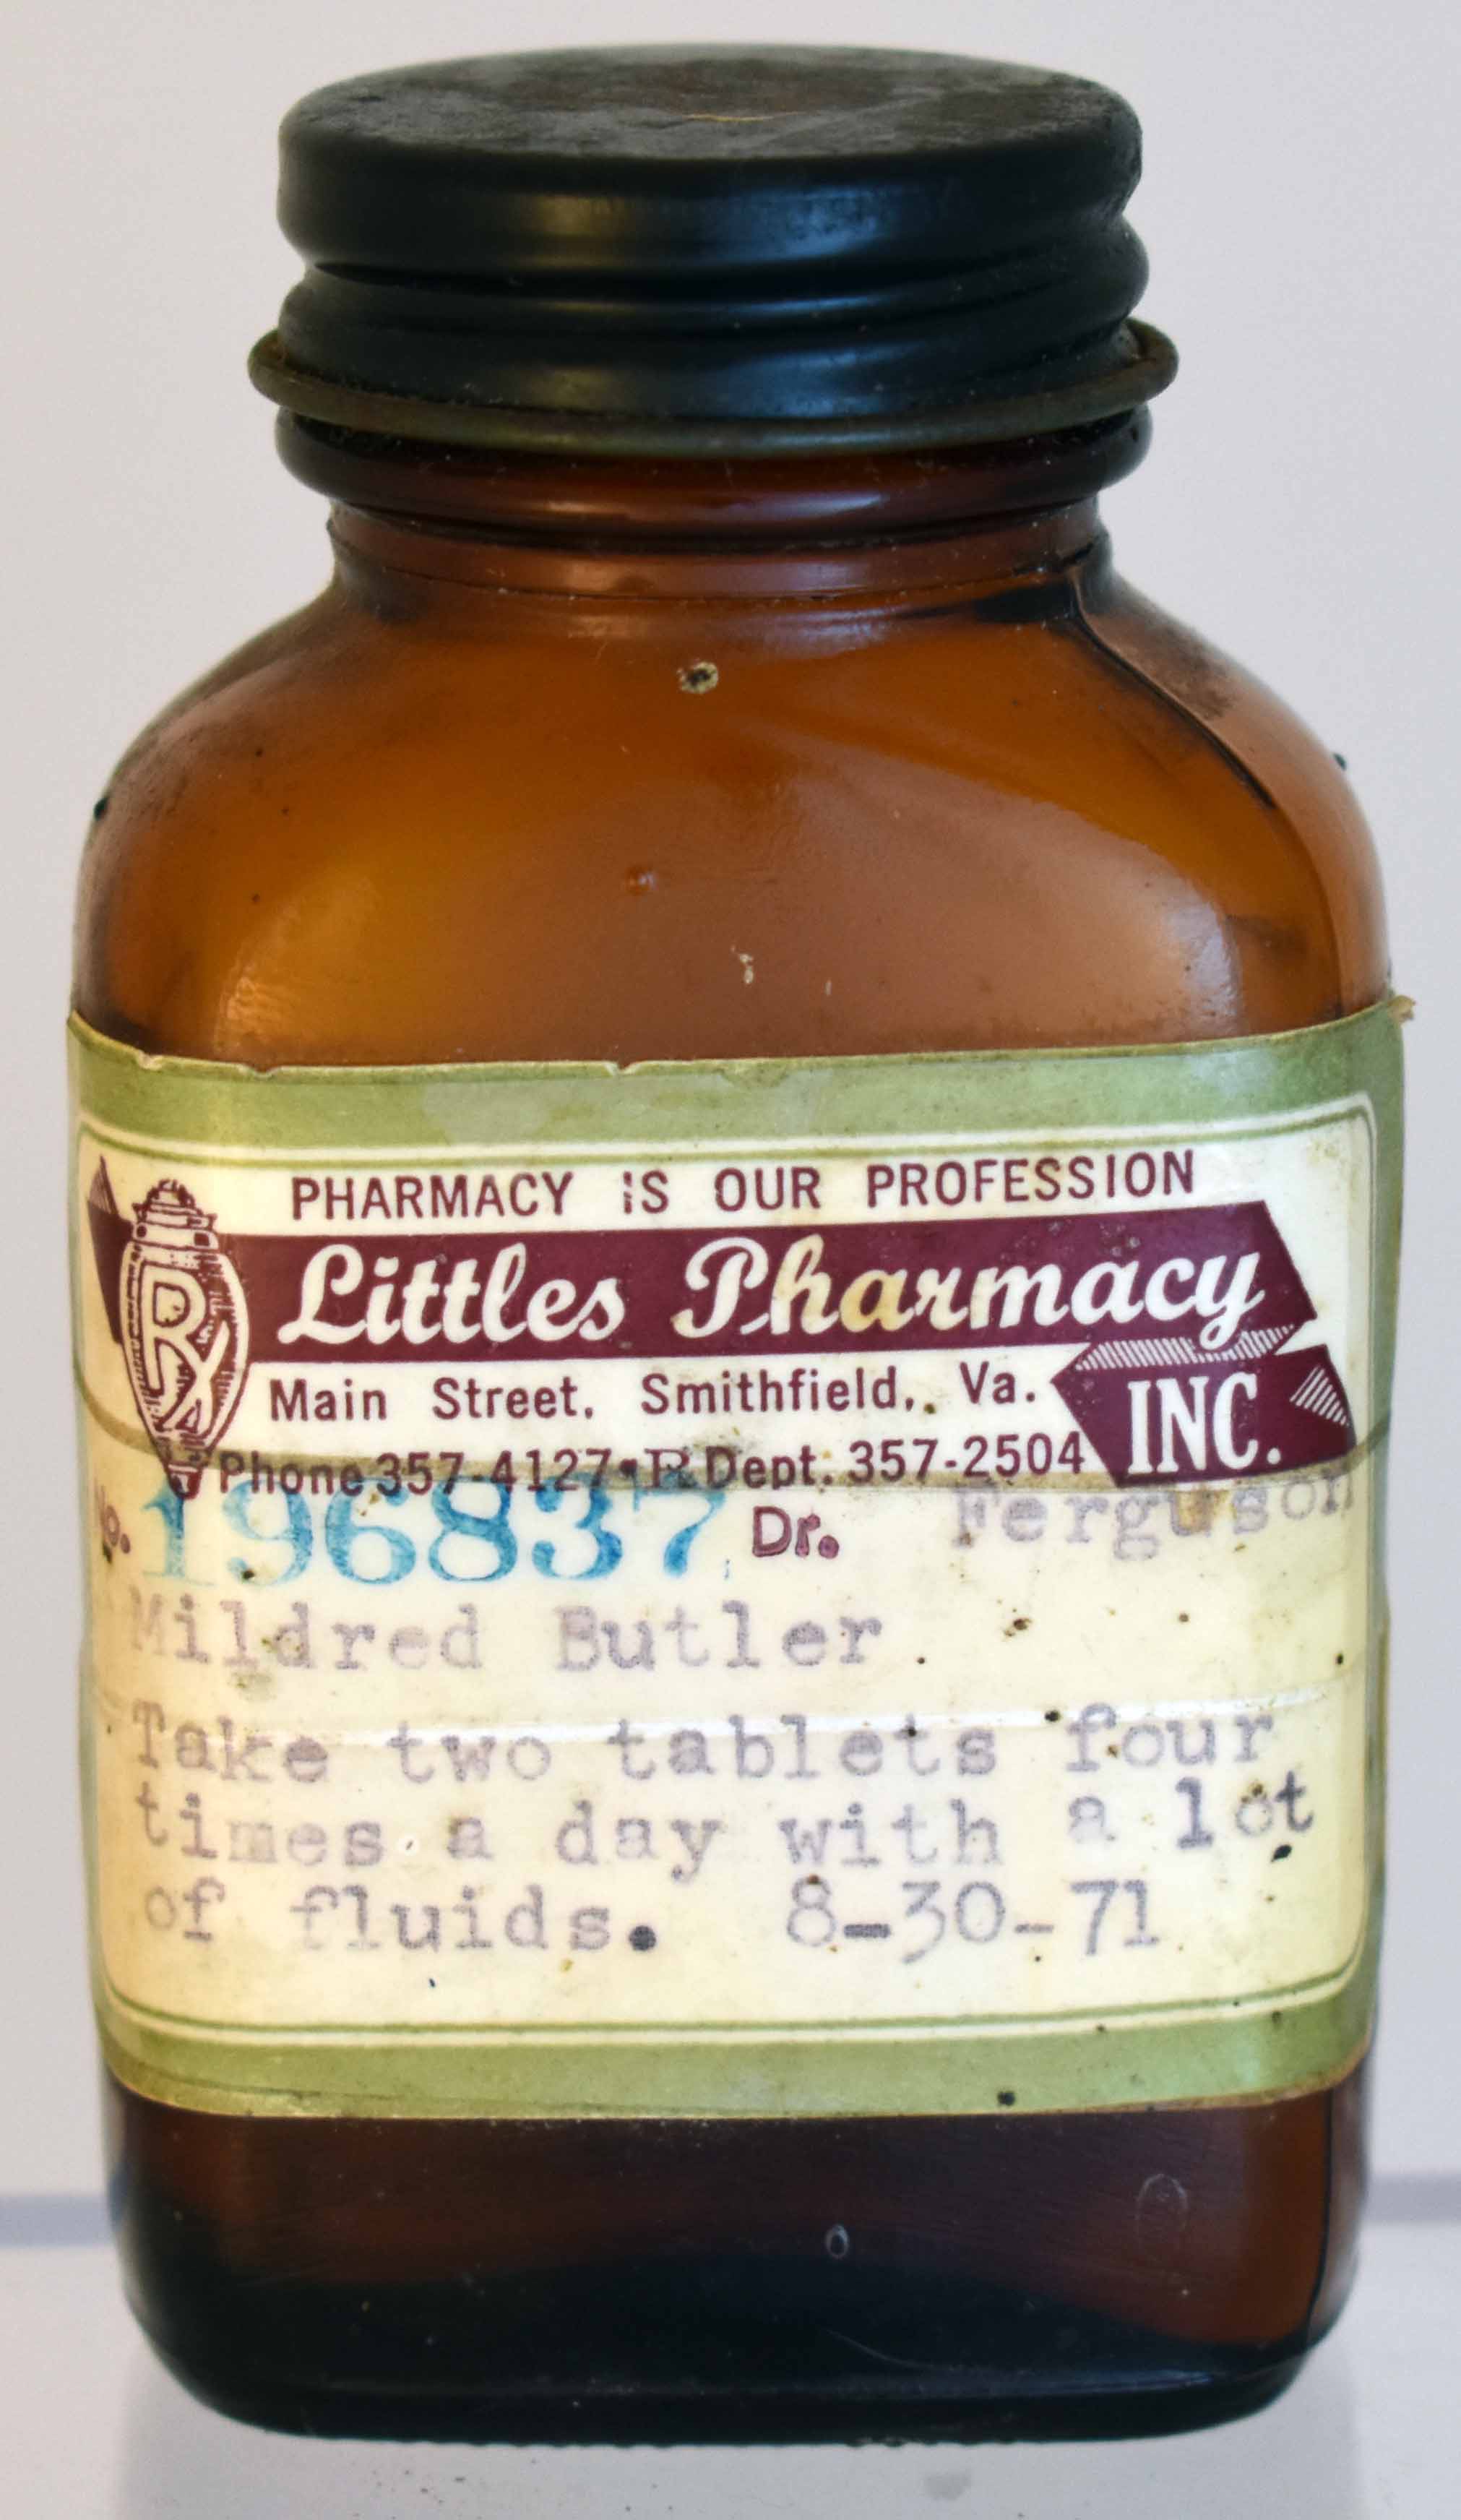 PHARMACY IS OUR PROFESSION
Rx
Littles Pharmacy
INC.
Main Street, Smithfield, Va.
Phone 357-4127 • ℞ Dept. 357-2504
No. 196837 Dr. Ferguson
Mildred Butler
Take two tablets four
times a day with a lot
of fluids. 8-30-71